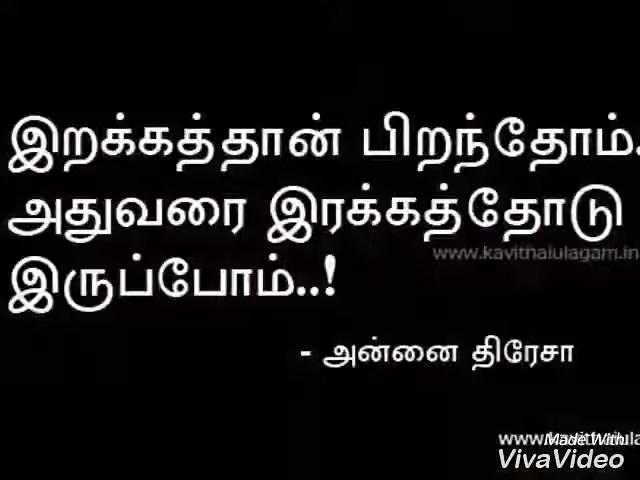 இறக்கத்தான் பிறந்தோம்.
அதுவரை இரக்கத்தோடு
www.kavithaiulagam.in
இருப்போம்..!
- அன்னை திரேசா
Made With
VivaVideo